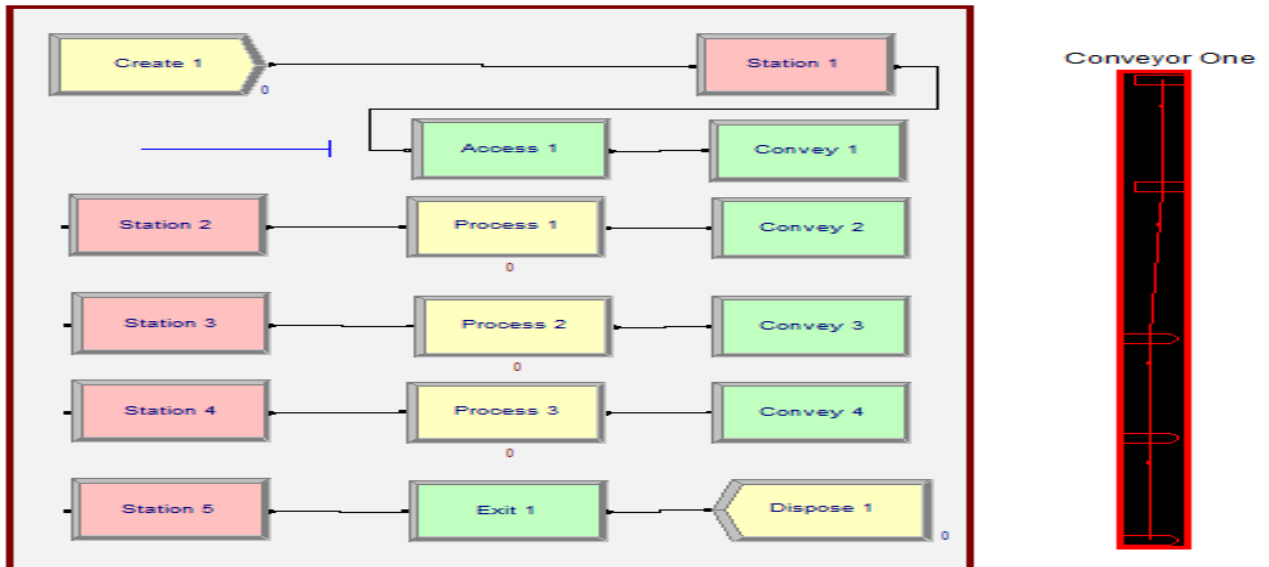 Create 1
0
Station 1
Conveyor One
Access 1
Convey 1
Station 2
Process 1
Convey 2
0
Station 3
Process 2
Convey 3
0
Station 4
Process 3
Convey 4
0
Station 5
Exit 1
Dispose 1
0